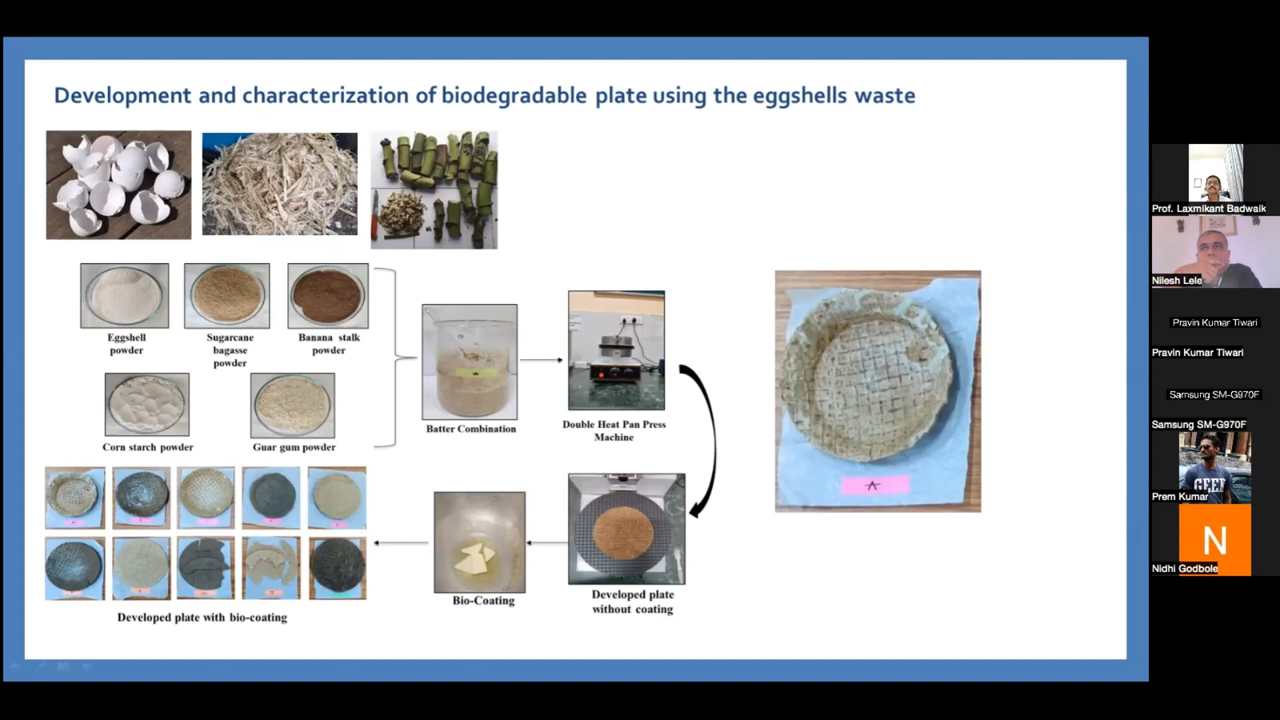 Development and characterization of biodegradable plate using the eggshells waste
Eggshell
powder
Sugarcane
bagasse
powder
Banana stalk
powder
Corn starch powder
Guar gum powder
Batter Combination
Double Heat Pan Press
Machine
Developed plate
without coating
Bio-Coating
Developed plate with bio-coating
A
Prof. Laxmikant Badwaik
Nilesh Lele
Pravin Kumar Tiwari
Pravin Kumar Tiwari
Samsung SM-G970F
Samsung SM-G970F
GEEK
Prem Kumar
N
Nidhi Godbole